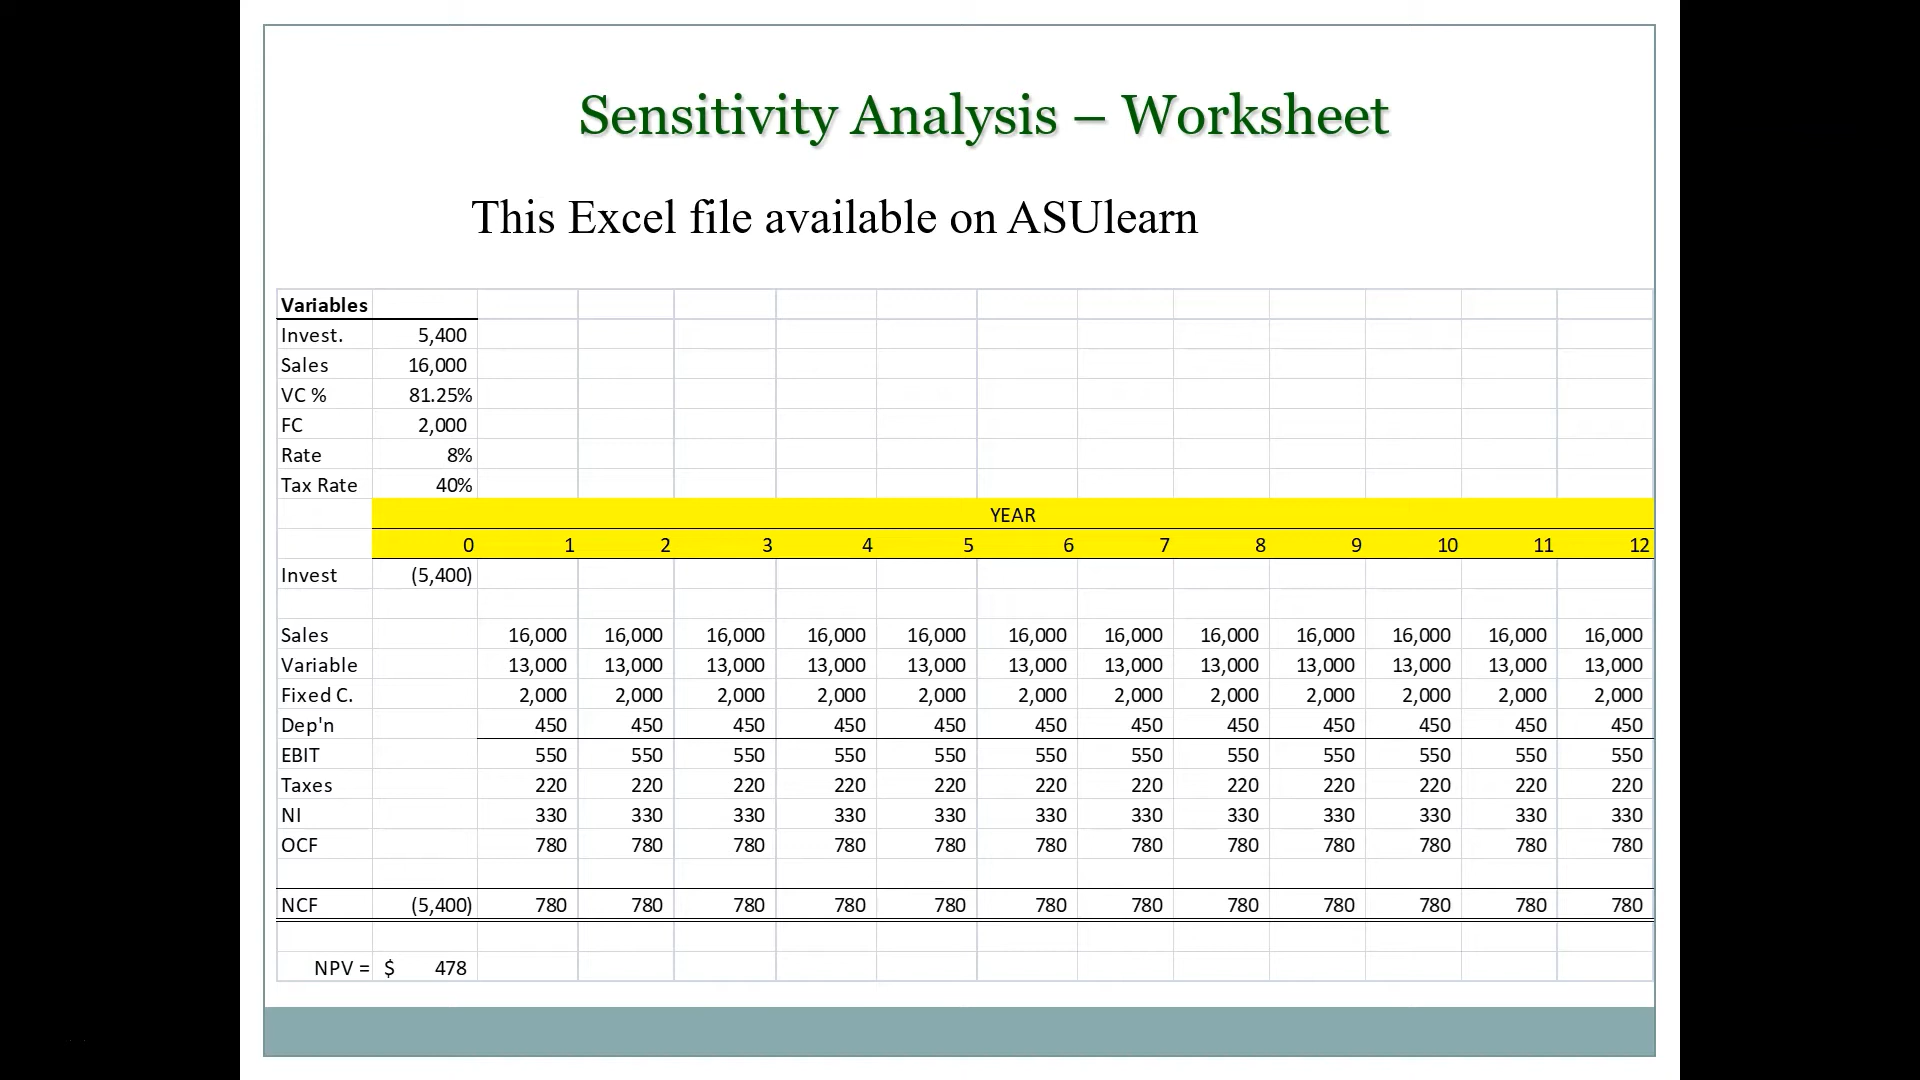 Sensitivity Analysis – Worksheet
This Excel file available on ASUlearn
Variables
Invest. 5,400
Sales 16,000
VC % 81.25%
FC 2,000
Rate 8%
Tax Rate 40%
YEAR
0 1 2 3 4 5 6 7 8 9 10 11 12
Invest (5,400)
Sales 16,000 16,000 16,000 16,000 16,000 16,000 16,000 16,000 16,000 16,000 16,000 16,000
Variable 13,000 13,000 13,000 13,000 13,000 13,000 13,000 13,000 13,000 13,000 13,000 13,000
Fixed C. 2,000 2,000 2,000 2,000 2,000 2,000 2,000 2,000 2,000 2,000 2,000 2,000
Dep'n 450 450 450 450 450 450 450 450 450 450 450 450
EBIT 550 550 550 550 550 550 550 550 550 550 550 550
Taxes 220 220 220 220 220 220 220 220 220 220 220 220
NI 330 330 330 330 330 330 330 330 330 330 330 330
OCF 780 780 780 780 780 780 780 780 780 780 780 780
NCF (5,400) 780 780 780 780 780 780 780 780 780 780 780 780
NPV = $ 478